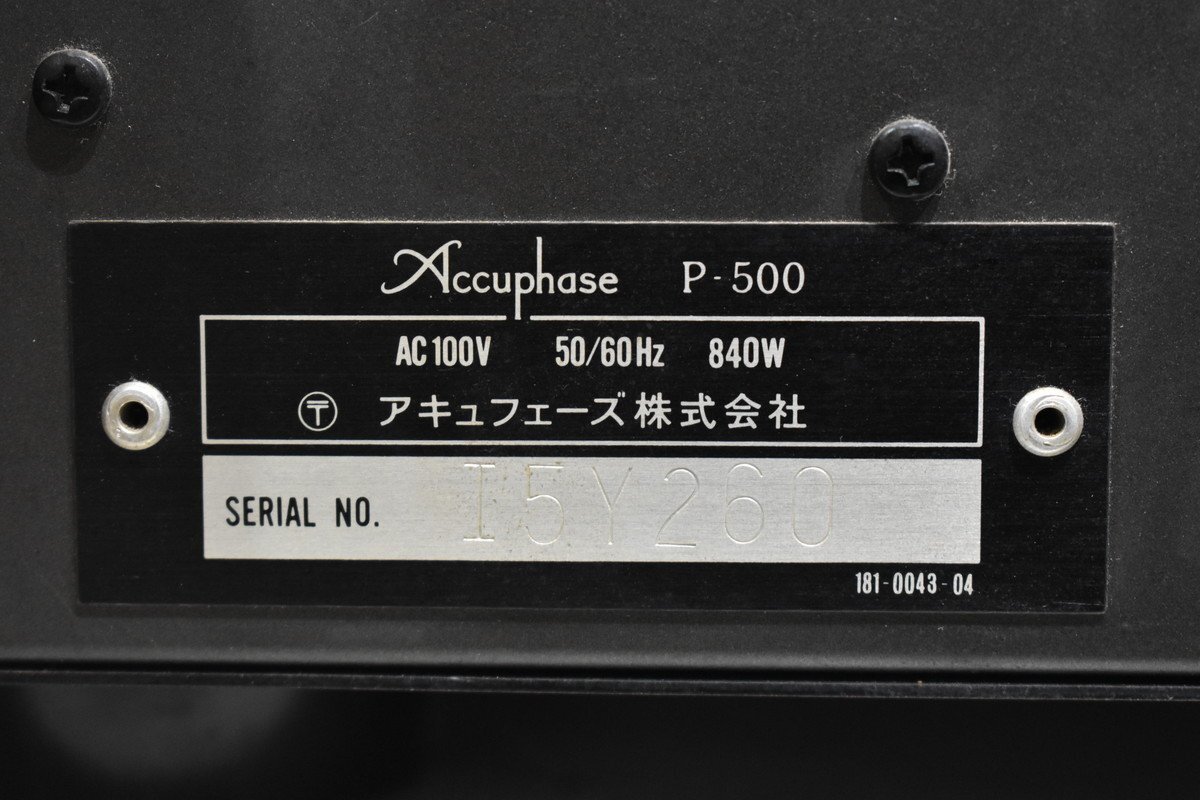 Accuphase P-500
AC100V 50/60Hz 840W
〒 アキュフェーズ株式会社
SERIAL NO. I5Y260
181-0043-04